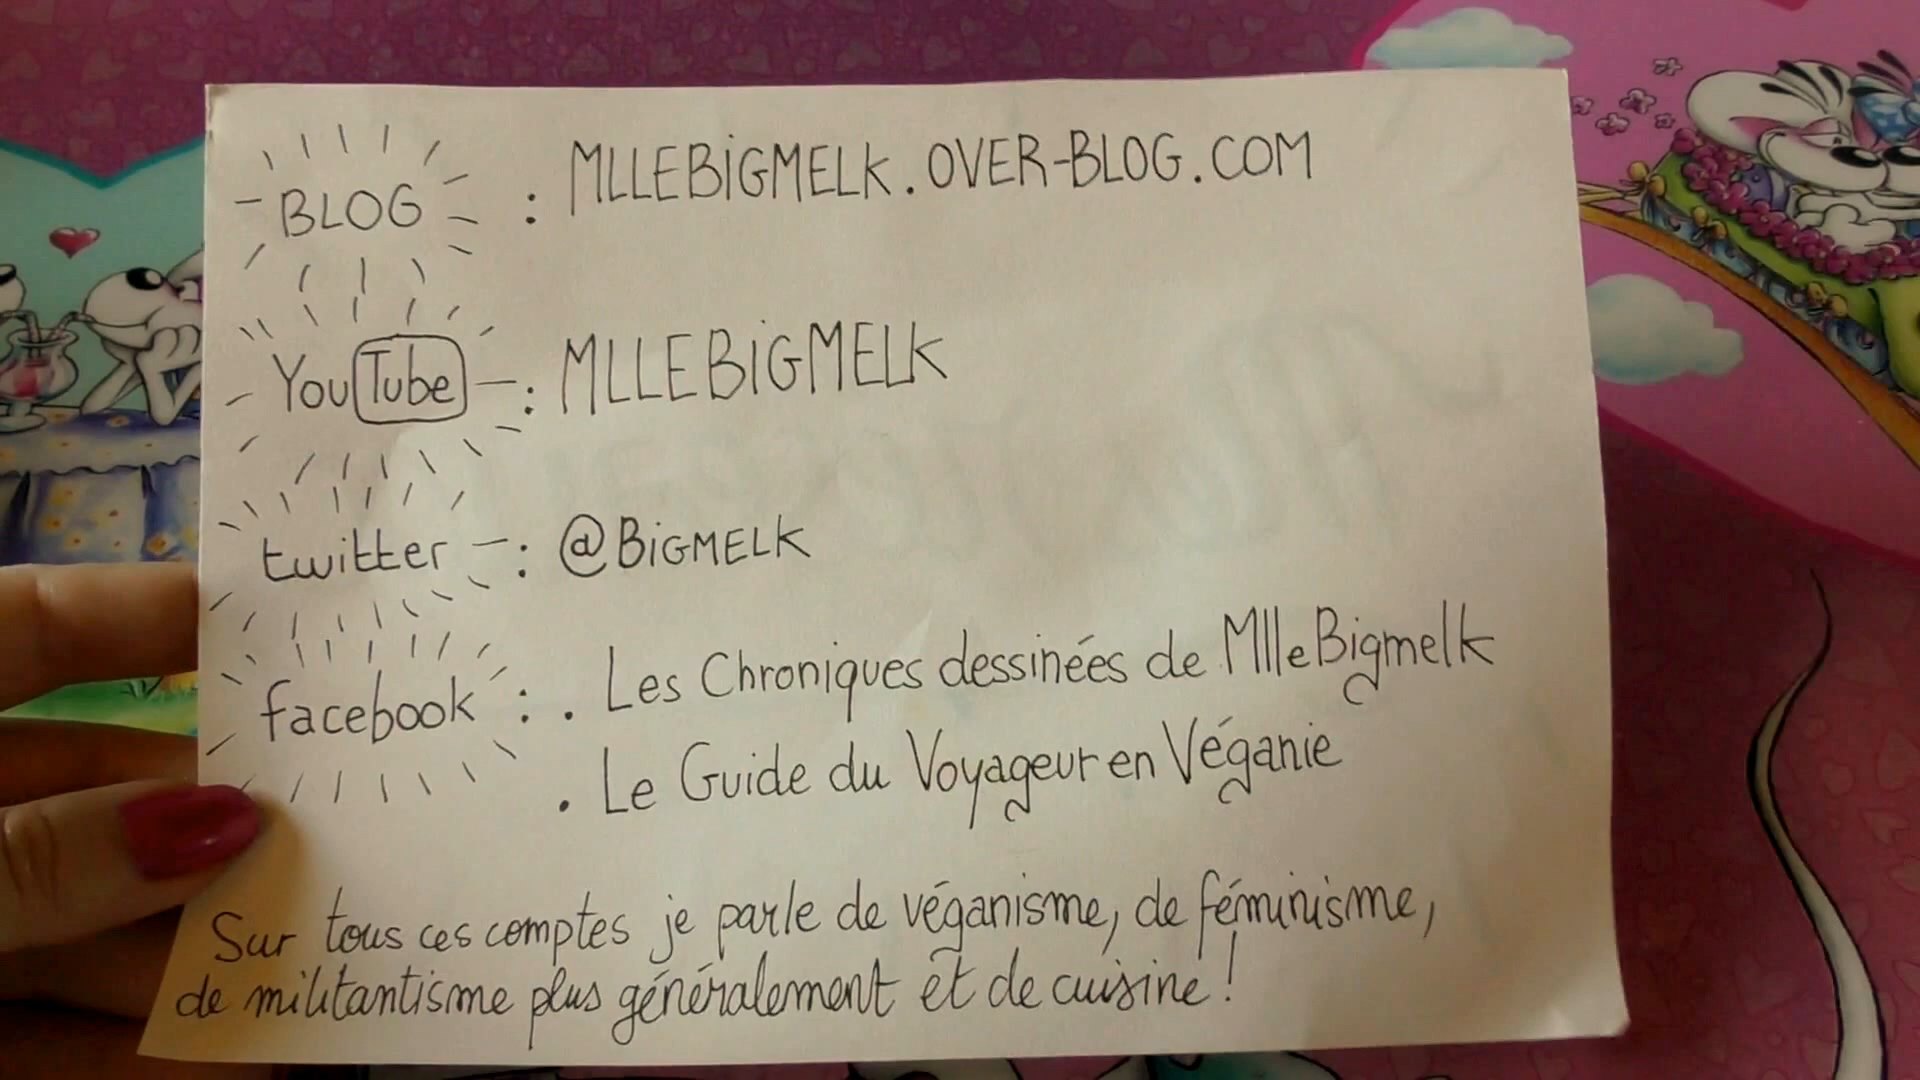 BLOG : MLLEBiGMELK.OVER-BLOG.COM
YouTube : MLLEBiGMELK
twitter : @BiGMELK
facebook : . Les Chroniques dessinées de MlleBigmelk
. Le Guide du Voyageur en Véganie
Sur tous ces comptes je parle de véganisme, de féminisme,
de militantisme plus généralement et de cuisine !